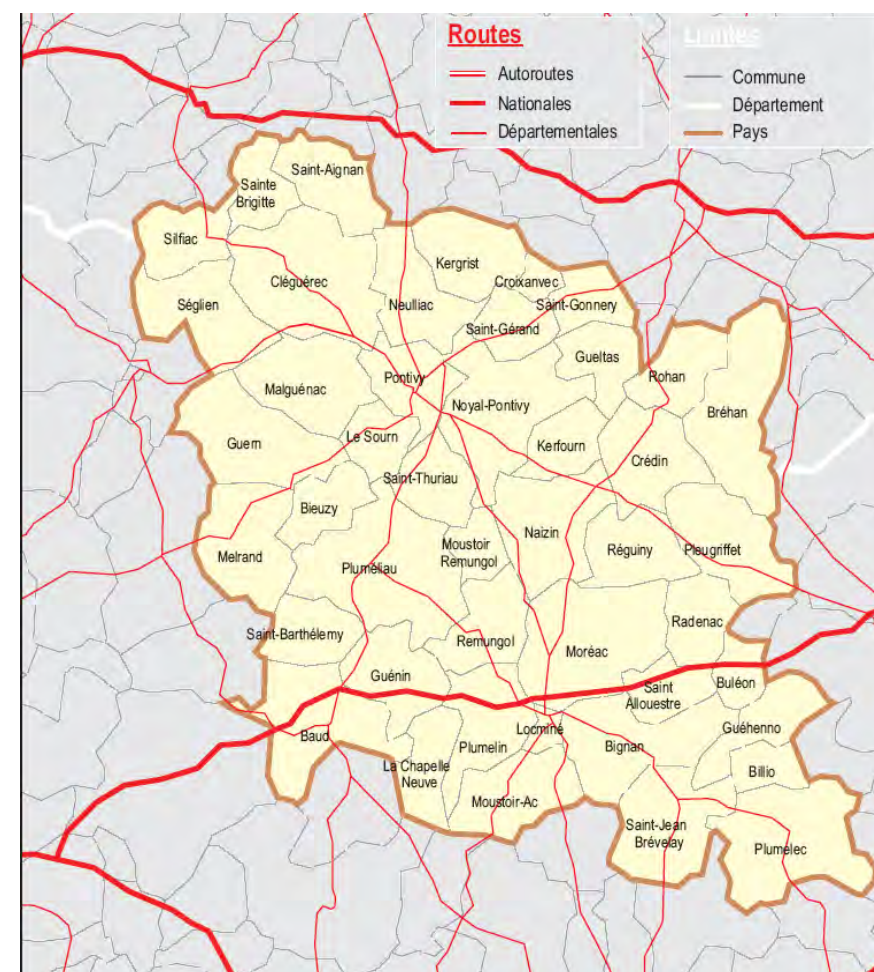 Routes
Autoroutes
Nationales
Départementales
Limites
Commune
Département
Pays
Saint-Aignan
Sainte
Brigitte
Silfiac
Kergrist
Cléguérec
Croixanvec
Séglien
Neulliac
Saint-Gonnery
Saint-Gérand
Gueltas
Pontivy
Rohan
Malguénac
Noyal-Pontivy
Bréhan
Guern
Le Sourn
Kerfourn
Crédin
Saint-Thuriau
Bieuzy
Naizin
Moustoir
Remungol
Réguiny
Pleugriffet
Melrand
Pluméliau
Radenac
Saint-Barthélemy
Remungol
Moréac
Guénin
Buléon
Saint
Allouestre
Guéhenno
Locminé
Baud
Plumelin
Bignan
La Chapelle
Neuve
Billio
Moustoir-Ac
Saint-Jean
Brévelay
Plumelec